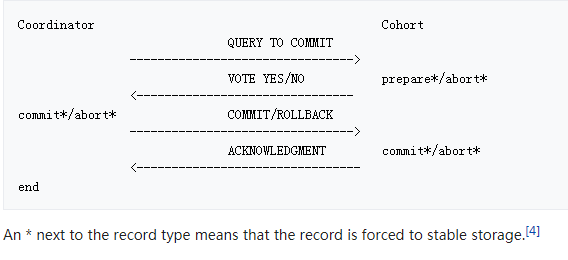 Coordinator Cohort
QUERY TO COMMIT
-------------------------------->
VOTE YES/NO prepare*/abort*
<-------------------------------
commit*/abort* COMMIT/ROLLBACK
-------------------------------->
ACKNOWLEDGMENT commit*/abort*
<--------------------------------
end
An * next to the record type means that the record is forced to stable storage.[4]